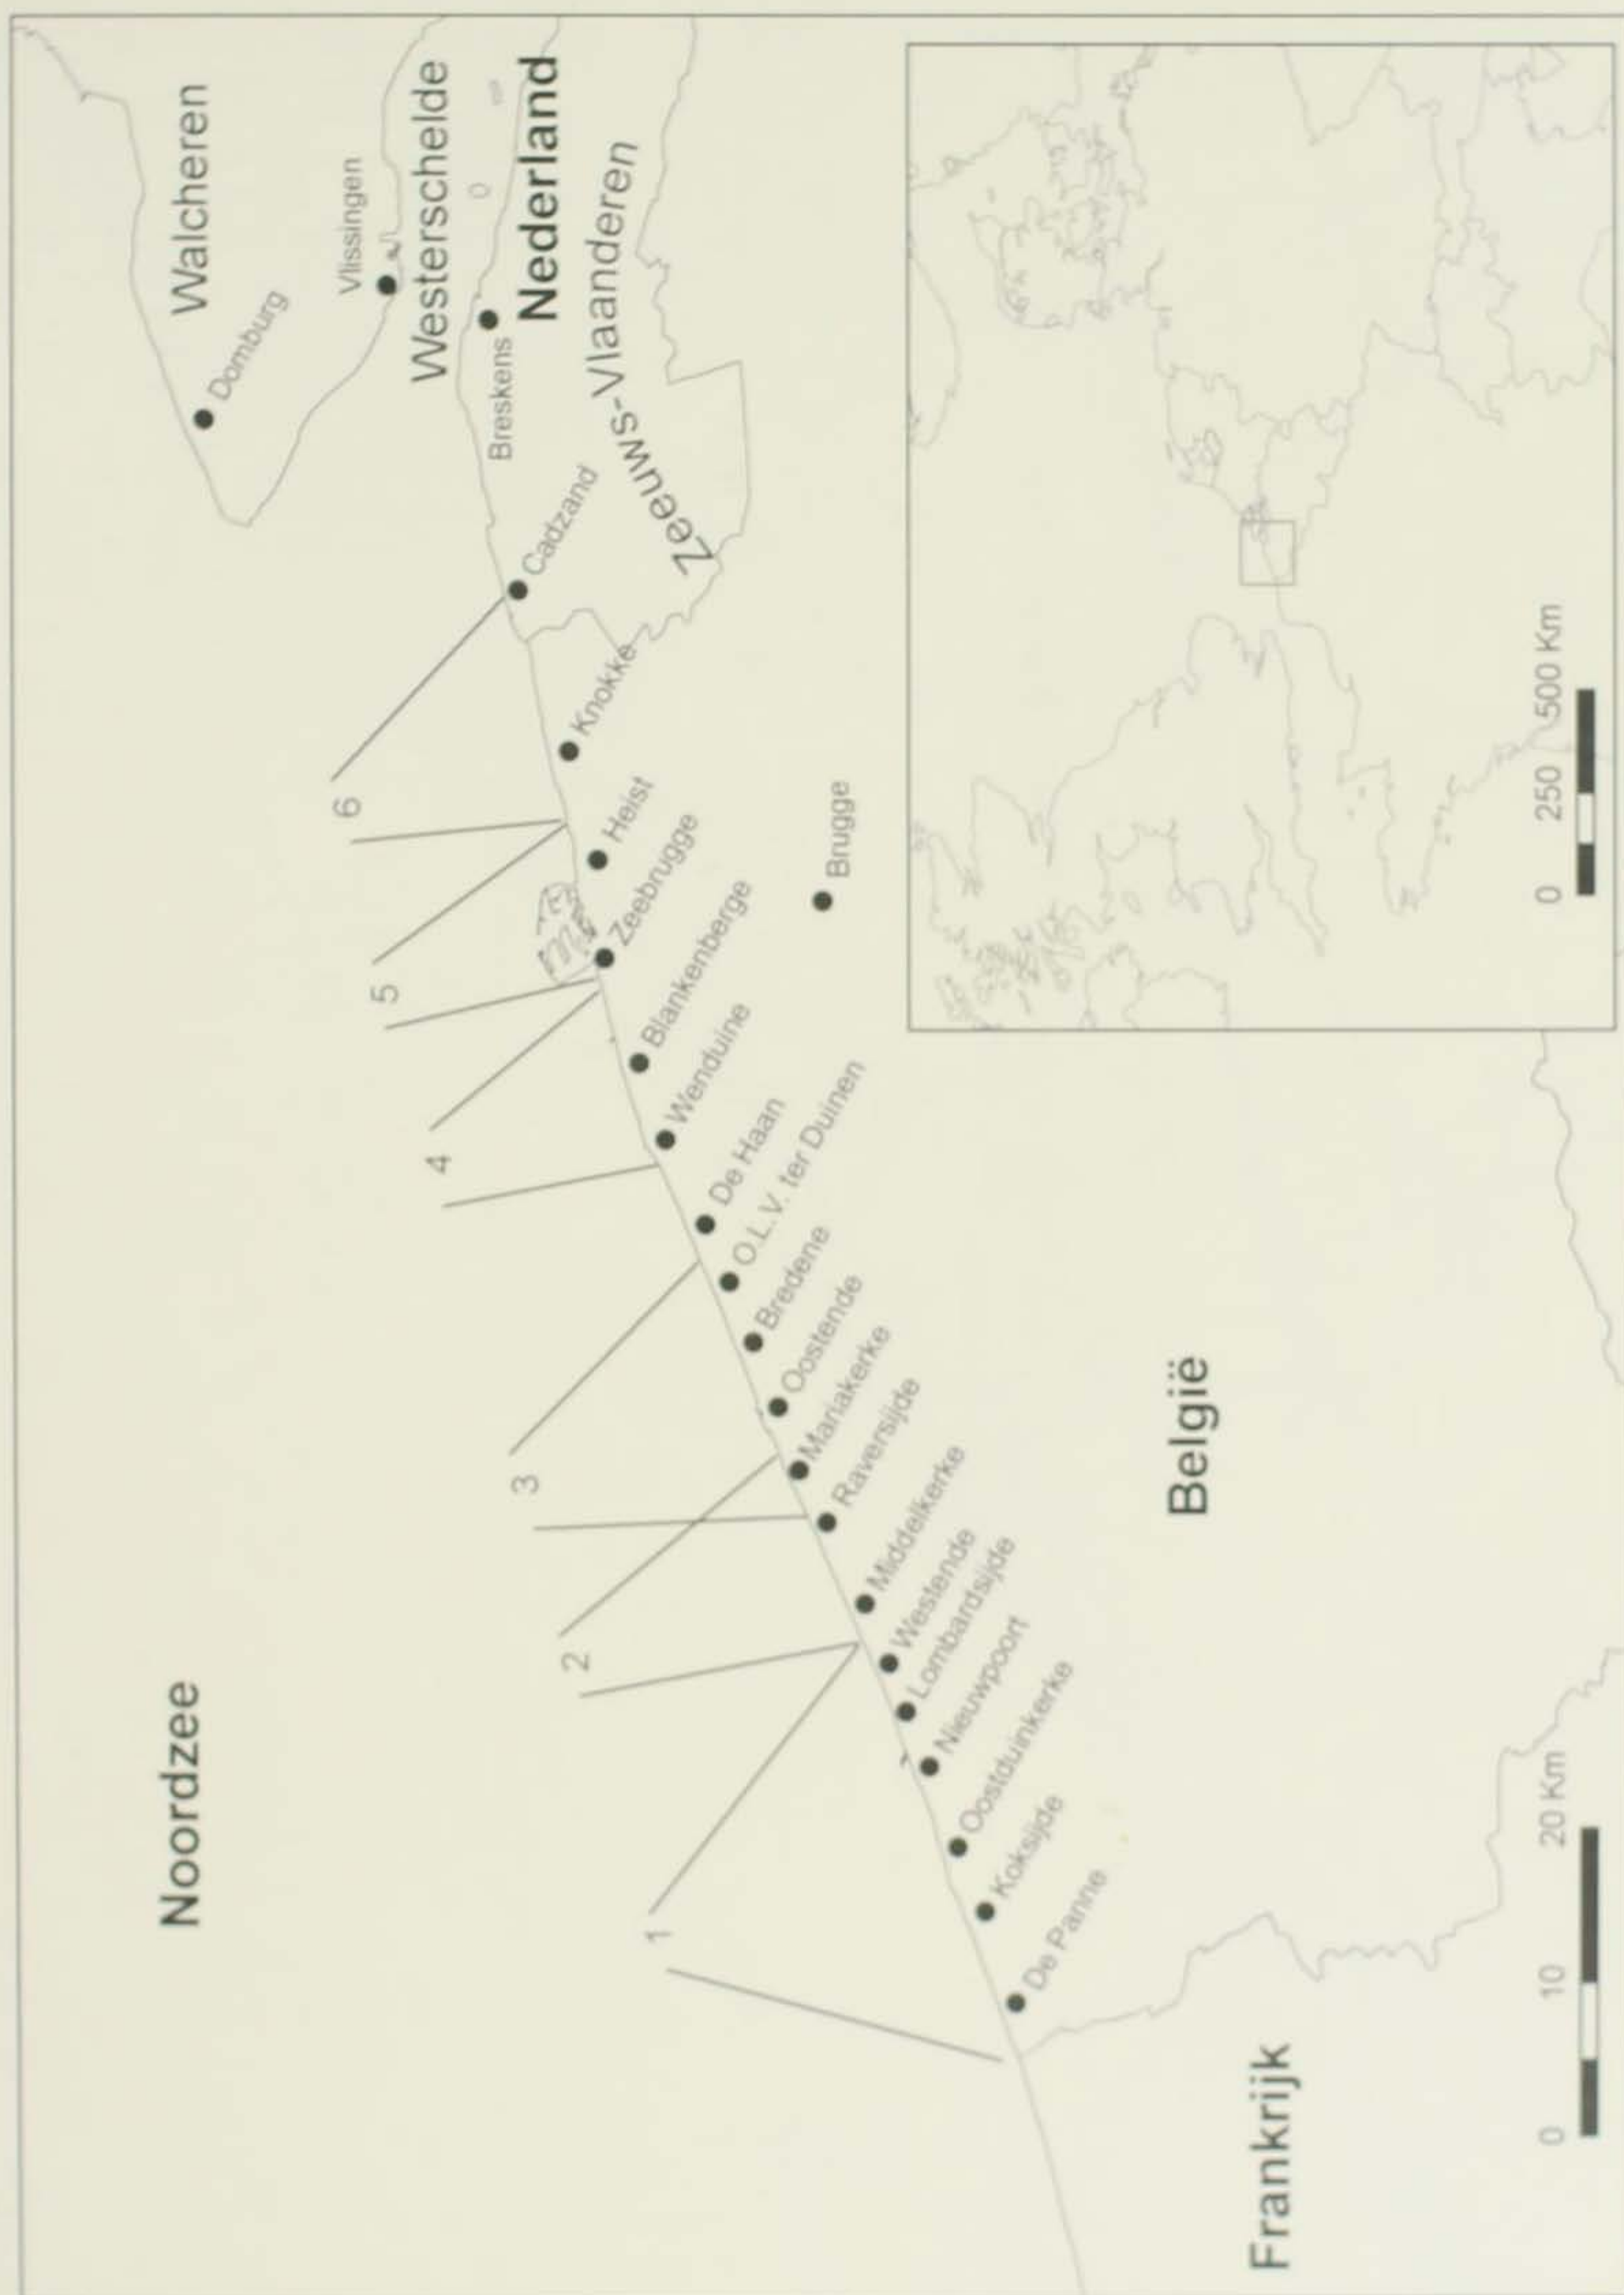 Noordzee
Walcheren
Domburg
Vlissingen
Westerschelde
Breskens
Nederland
Zeeuws-Vlaanderen
Cadzand
Knokke
Heist
Zeebrugge
Blankenberge
Wenduine
De Haan
O.L.V. ter Duinen
Bredene
Oostende
Mariakerke
Raversijde
Middelkerke
Westende
Lombardsijde
Nieuwpoort
Oostduinkerke
Koksijde
De Panne
Brugge
België
Frankrijk
1
2
3
4
5
6
0 10 20 Km
0 250 500 Km